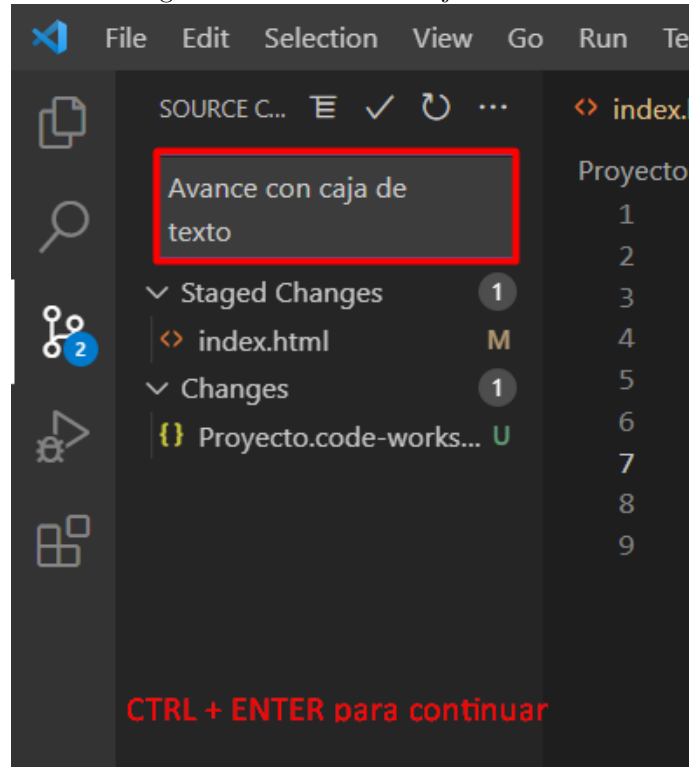 File Edit Selection View Go Run Te
SOURCE C... ...
index.
Avance con caja de
texto
Proyecto
1
2
3
4
5
6
7
8
9
Staged Changes 1
index.html M
Changes 1
{} Proyecto.code-works... U
2
CTRL + ENTER para continuar